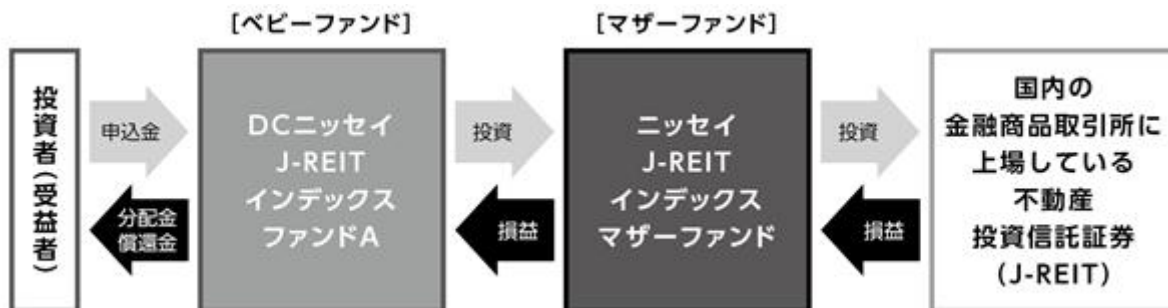 [ベビーファンド]
[マザーファンド]
投資者(受益者)
申込金
分配金
償還金
DCニッセイ
J-REIT
インデックス
ファンドA
投資
損益
ニッセイ
J-REIT
インデックス
マザーファンド
投資
損益
国内の
金融商品取引所に
上場している
不動産
投資信託証券
(J-REIT)